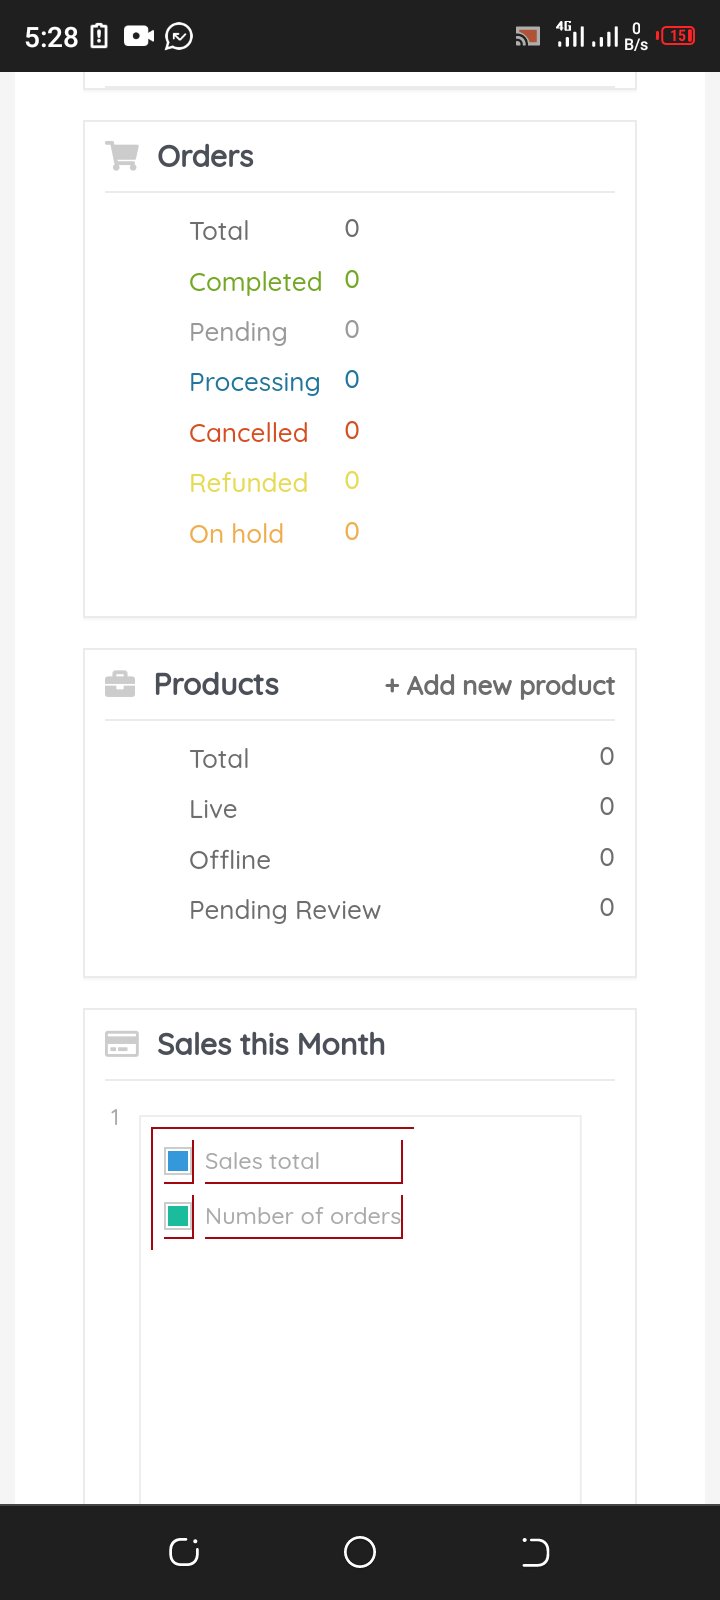 5:28 4G 0 B/s 15
Orders
Total 0
Completed 0
Pending 0
Processing 0
Cancelled 0
Refunded 0
On hold 0
Products + Add new product
Total 0
Live 0
Offline 0
Pending Review 0
Sales this Month
1
Sales total
Number of orders